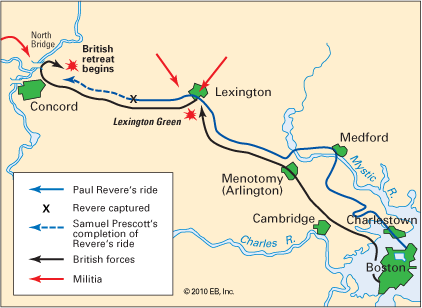 North
Bridge
British
retreat
begins
Concord
X
Lexington
Lexington Green
Medford
Mystic R.
Menotomy
(Arlington)
Cambridge
Charlestown
Charles R.
Boston
Paul Revere's ride
X Revere captured
Samuel Prescott's
completion of
Revere's ride
British forces
Militia
© 2010 EB, Inc.